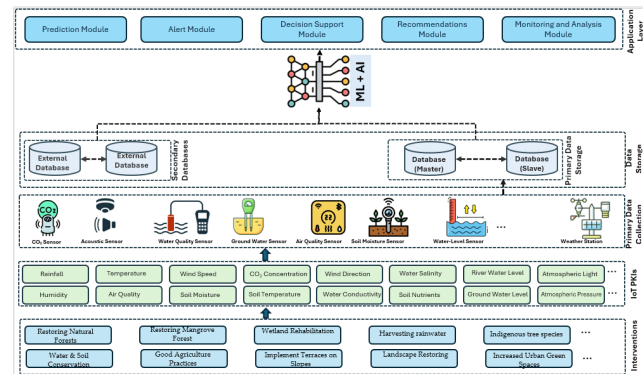 Prediction Module
Alert Module
Decision Support
Module
Recommendations
Module
Monitoring and Analysis
Module
Application
Layer
ML + AI
External
Database
External
Database
Secondary
Databases
Database
(Master)
Database
(Slave)
Primary Data
Storage
Data
Storage
CO2
CO₂ Sensor
Acoustic Sensor
Water Quality Sensor
Ground Water Sensor
Air Quality Sensor
Soil Moisture Sensor
Water-Level Sensor
...
Weather Station
Primary Data
Collection
Rainfall
Temperature
Wind Speed
CO₂ Concentration
Wind Direction
Water Salinity
River Water Level
Atmospheric Light
...
Humidity
Air Quality
Soil Moisture
Soil Temperature
Water Conductivity
Soil Nutrients
Ground Water Level
Atmospheric Pressure
...
IoT PKIs
Restoring Natural
Forests
Restoring Mangrove
Forest
Wetland Rehabilitation
Harvesting rainwater
Indigenous tree species
...
Water & Soil
Conservation
Good Agriculture
Practices
Implement Terraces on
Slopes
Landscape Restoring
Increased Urban Green
Spaces
...
Interventions